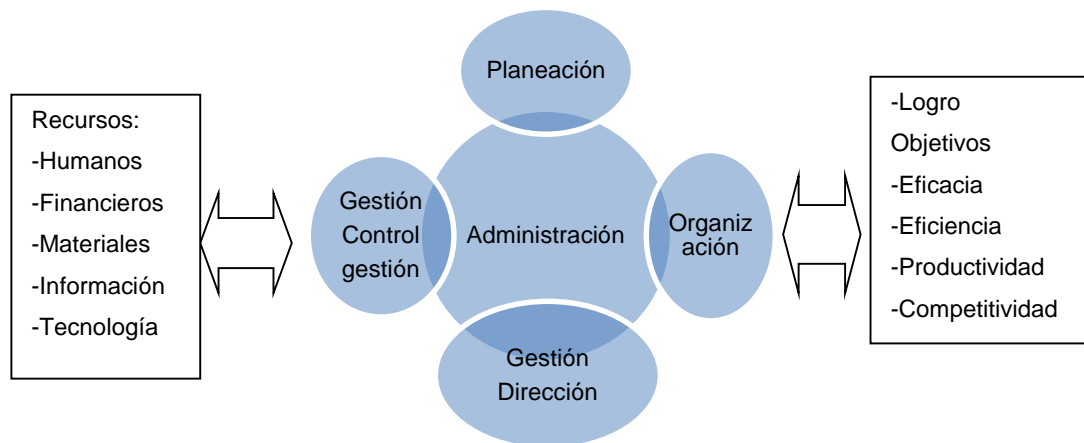 Recursos:
-Humanos
-Financieros
-Materiales
-Información
-Tecnología
Planeación
Gestión
Control
gestión
Administración
Organiz
ación
Gestión
Dirección
-Logro
Objetivos
-Eficacia
-Eficiencia
-Productividad
-Competitividad